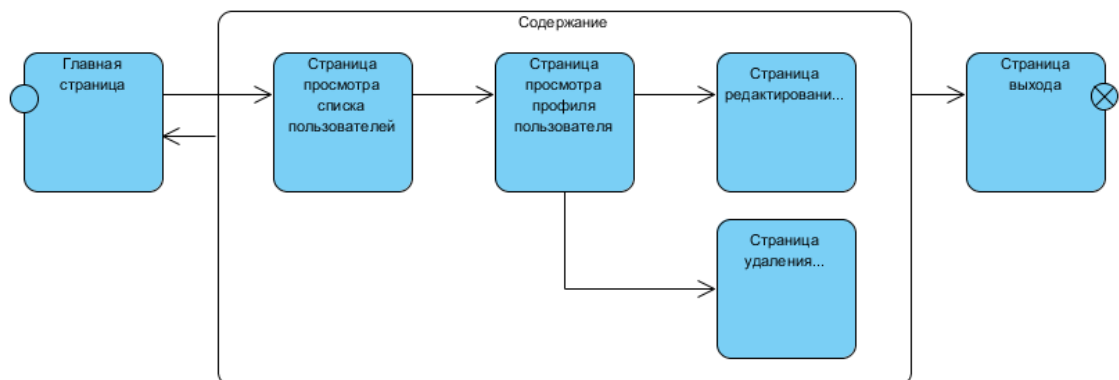 Содержание
Главная
страница
Страница
просмотра
списка
пользователей
Страница
просмотра
профиля
пользователя
Страница
редактировани...
Страница
выхода
Страница
удаления...